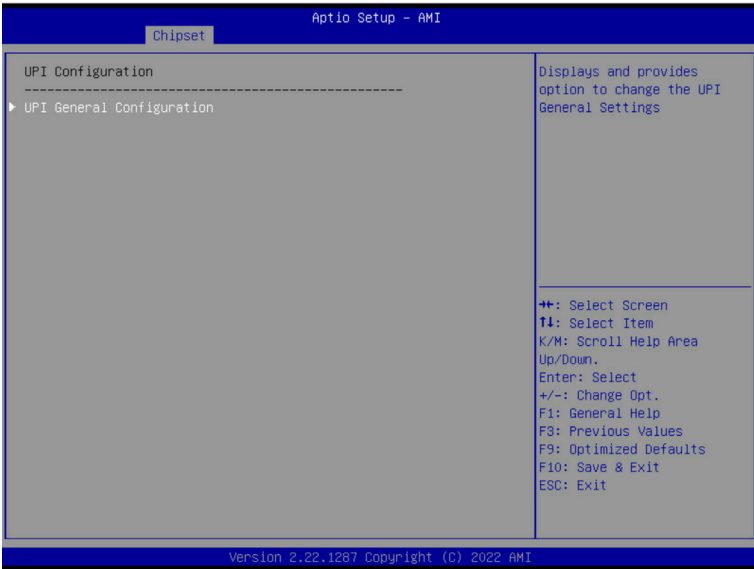 Aptio Setup – AMI
Chipset
UPI Configuration
--------------------------------------------------
▶ UPI General Configuration
Displays and provides
option to change the UPI
General Settings
→←: Select Screen
↑↓: Select Item
K/M: Scroll Help Area
Up/Down.
Enter: Select
+/-: Change Opt.
F1: General Help
F3: Previous Values
F9: Optimized Defaults
F10: Save & Exit
ESC: Exit
Version 2.22.1287 Copyright (C) 2022 AMI